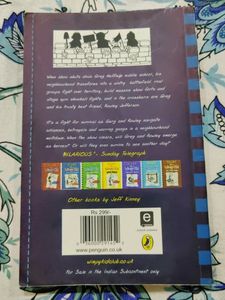 When snow shuts down Greg Heffley's middle school, his
neighbourhood transforms into a wintry battlefield. Rival
groups fight over territory, build massive snow forts and
stage epic snowball fights. And in the crosshairs are Greg
and his trusty best friend, Rowley Jefferson.
It's a fight for survival as Greg and Rowley navigate
alliances, betrayals and warring gangs in a neighbourhood
meltdown. When the snow clears, will Greg and Rowley emerge
as heroes? Or will they even survive to see another day?
'HILARIOUS' - Sunday Telegraph
Other books by Jeff Kinney
Rs 299/-
e
www.penguin.co.uk
wimpykidclub.co.uk
For Sale in the Indian Subcontinent only